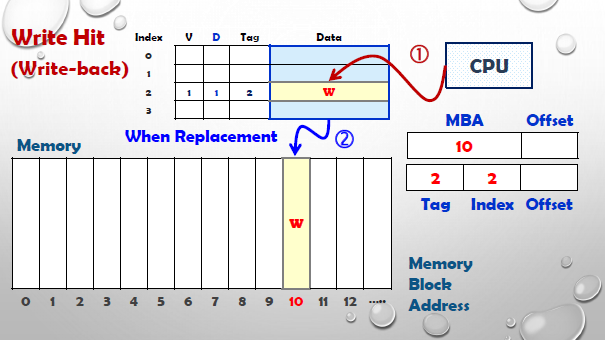 Write Hit
(Write-back)
Index V D Tag Data
0
1
2 1 1 2 W
3
①
CPU
When Replacement ②
Memory
W
0 1 2 3 4 5 6 7 8 9 10 11 12 .....
MBA Offset
10
2 2
Tag Index Offset
Memory
Block
Address